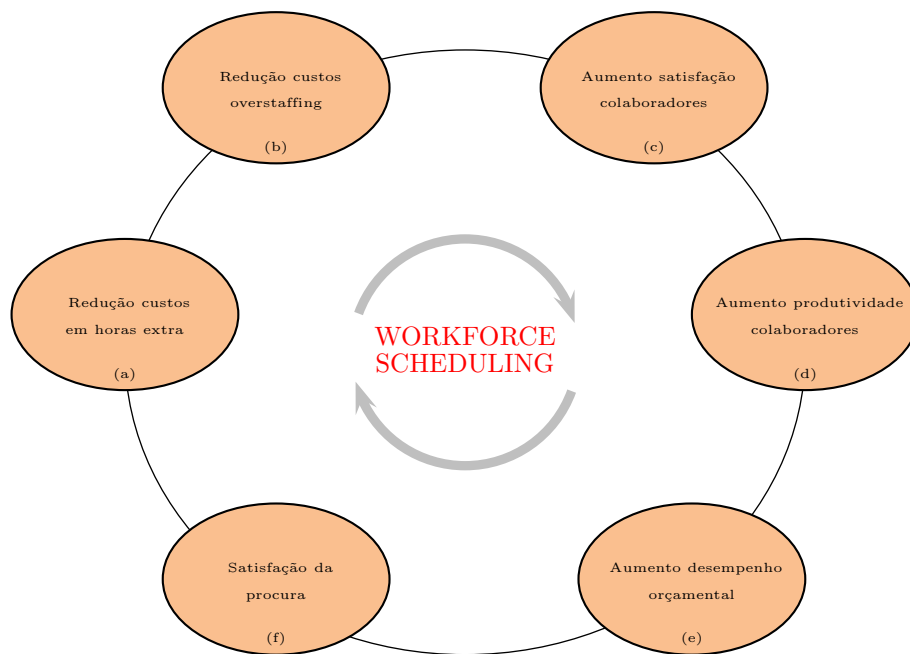 Redução custos
overstaffing
(b)
Aumento satisfação
colaboradores
(c)
Redução custos
em horas extra
(a)
WORKFORCE
SCHEDULING
Aumento produtividade
colaboradores
(d)
Satisfação da
procura
(f)
Aumento desempenho
orçamental
(e)